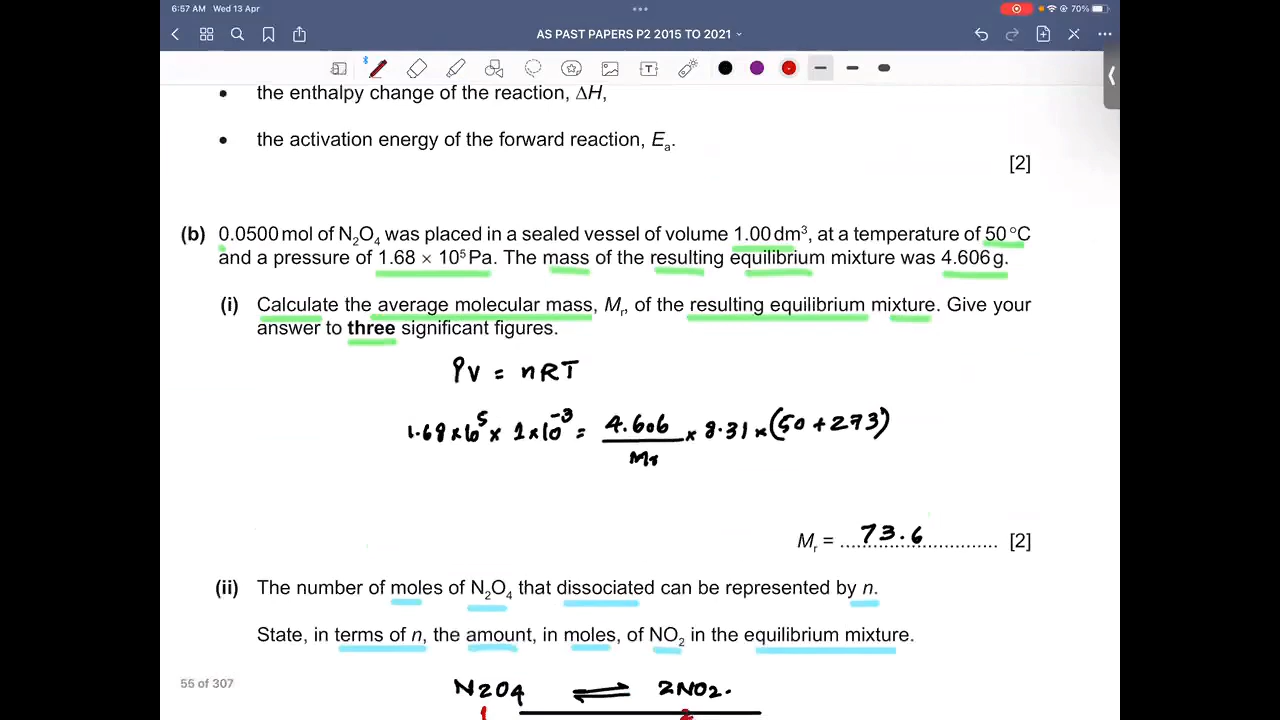 6:57 AM Wed 13 Apr
70%
AS PAST PAPERS P2 2015 TO 2021
• the enthalpy change of the reaction, ΔH,
• the activation energy of the forward reaction, Eₐ.
[2]
(b) 0.0500 mol of N₂O₄ was placed in a sealed vessel of volume 1.00 dm³, at a temperature of 50 °C
and a pressure of 1.68 × 10⁵ Pa. The mass of the resulting equilibrium mixture was 4.606 g.
(i) Calculate the average molecular mass, Mᵣ, of the resulting equilibrium mixture. Give your
answer to three significant figures.
PV = nRT
1.68 × 10⁵ × 1 × 10⁻³ = 4.606 / Mr × 8.31 × (50 + 273)
Mᵣ = 73.6 [2]
(ii) The number of moles of N₂O₄ that dissociated can be represented by n.
State, in terms of n, the amount, in moles, of NO₂ in the equilibrium mixture.
55 of 307
N2O4 ⇌ 2NO2.
1 2